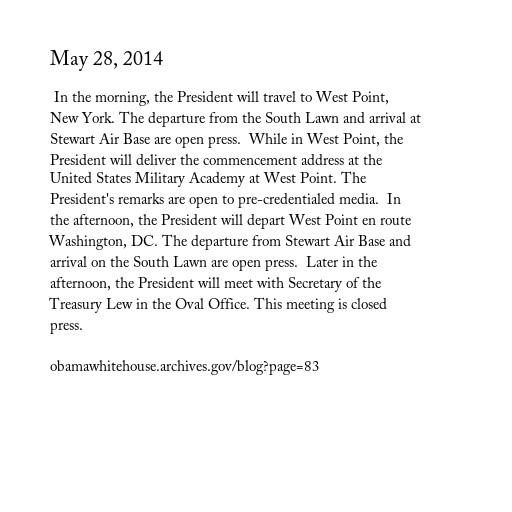 May 28, 2014
In the morning, the President will travel to West Point,
New York. The departure from the South Lawn and arrival at
Stewart Air Base are open press.  While in West Point, the
President will deliver the commencement address at the
United States Military Academy at West Point. The
President's remarks are open to pre-credentialed media.  In
the afternoon, the President will depart West Point en route
Washington, DC. The departure from Stewart Air Base and
arrival on the South Lawn are open press.  Later in the
afternoon, the President will meet with Secretary of the
Treasury Lew in the Oval Office. This meeting is closed
press.
obamawhitehouse.archives.gov/blog?page=83